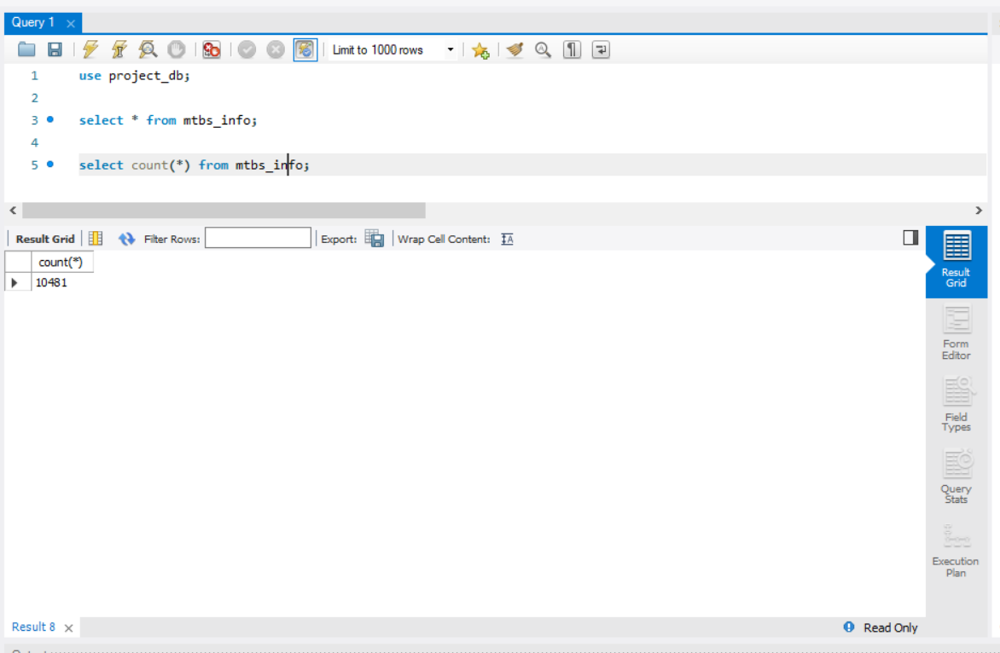 Query 1
Limit to 1000 rows
1 use project_db;
2
3 select * from mtbs_info;
4
5 select count(*) from mtbs_info;
Result Grid Filter Rows: Export: Wrap Cell Content:
count(*)
10481
Result
Grid
Form
Editor
Field
Types
Query
Stats
Execution
Plan
Result 8 Read Only